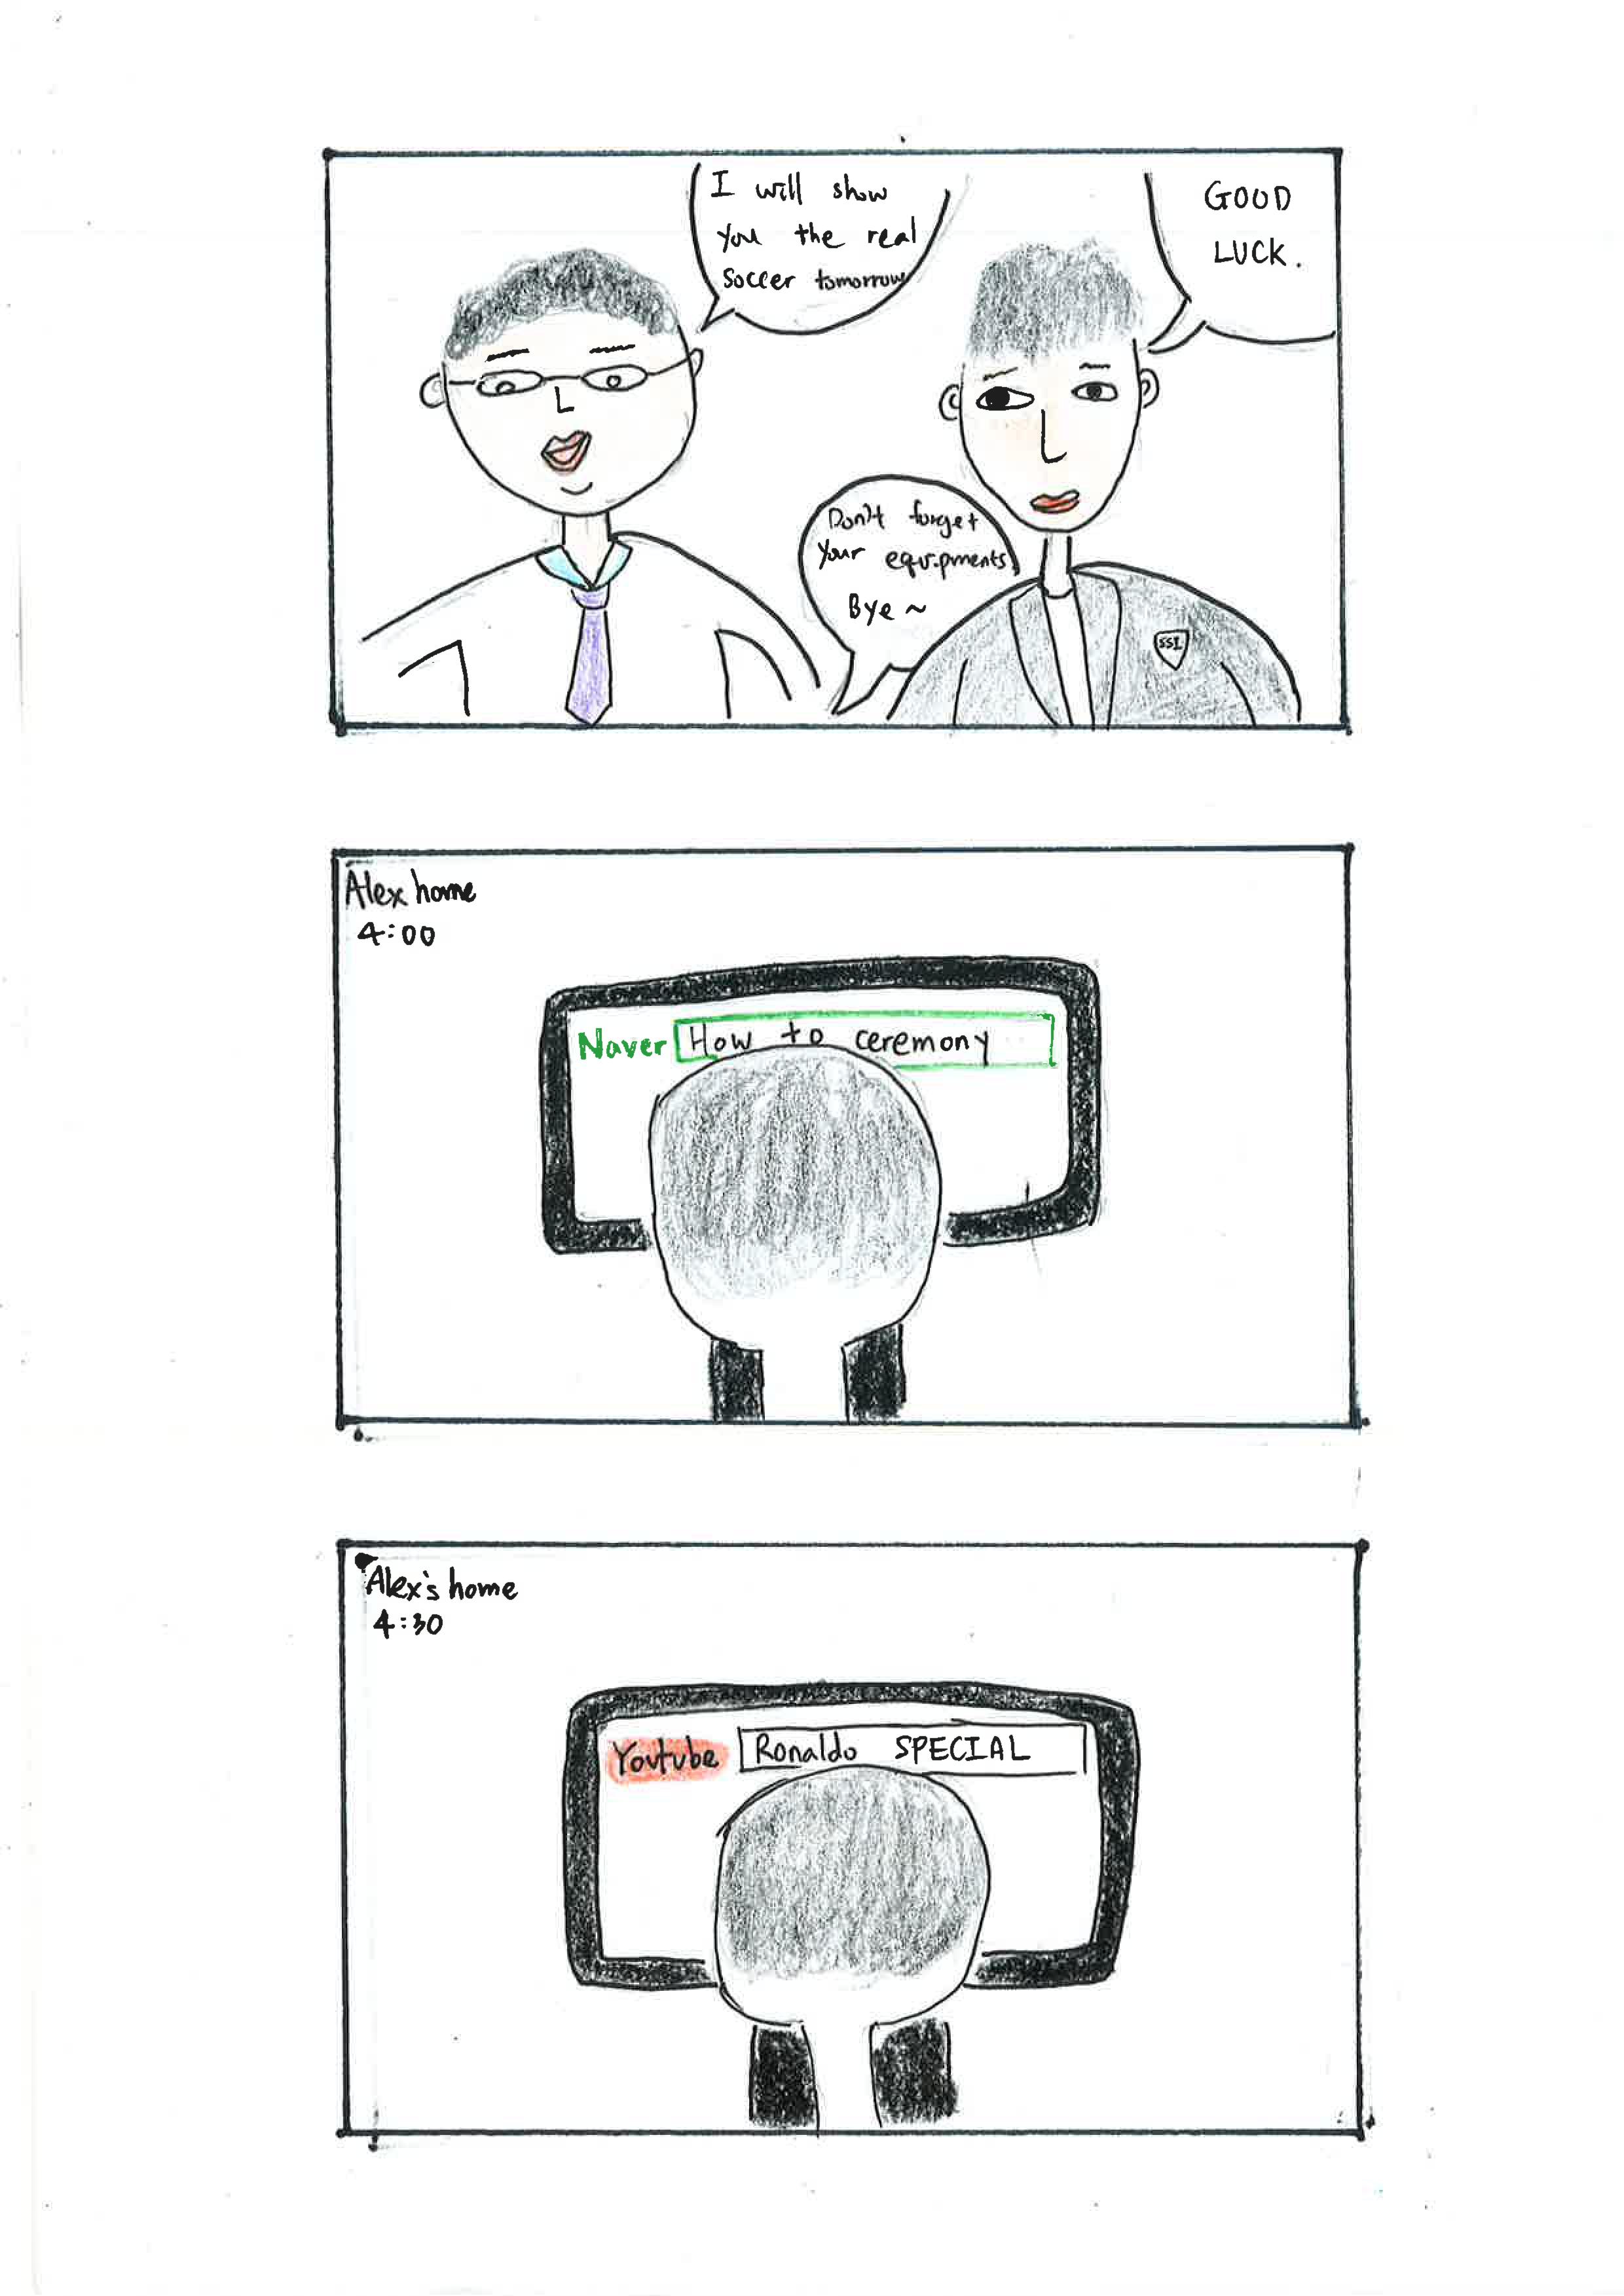 I will show
you the real
soccer tomorrow
GOOD
LUCK.
Don't forget
your equipments
Bye ~
SSI
Alex home
4:00
Naver How to ceremony
Alex's home
4:30
Youtube Ronaldo SPECIAL